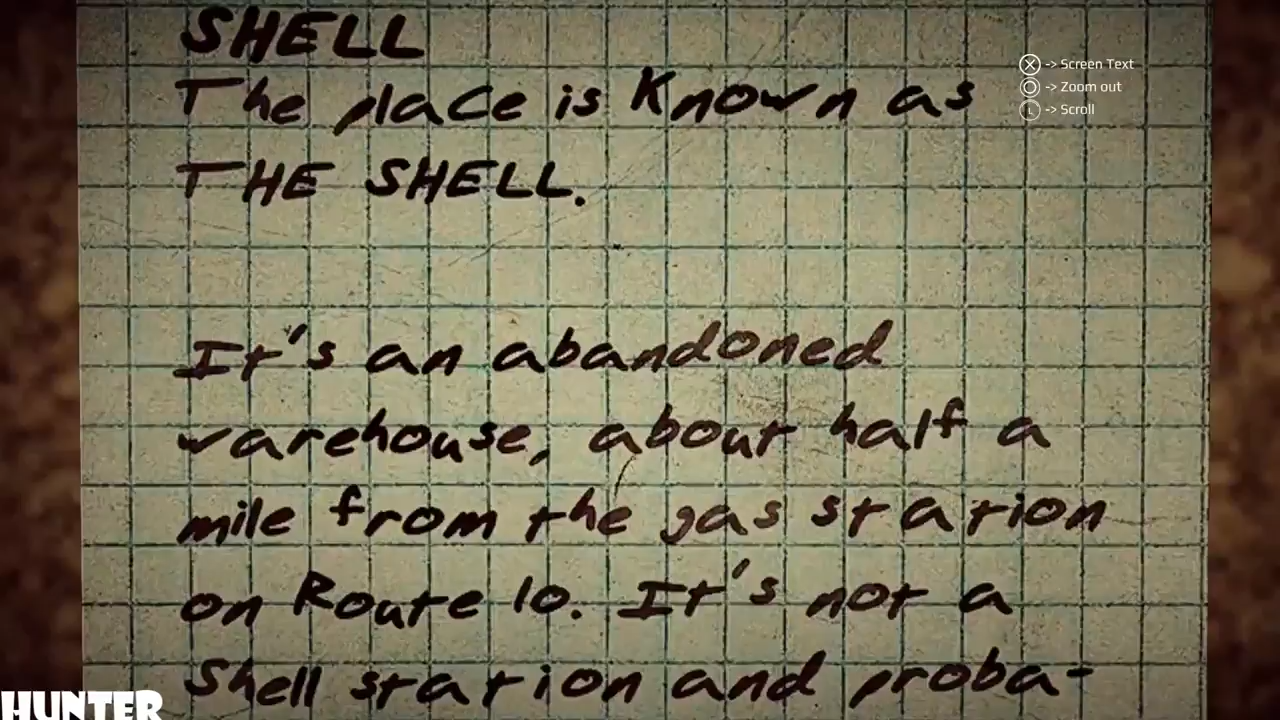 SHELL
The place is known as
THE SHELL.
It's an abandoned
warehouse, about half a
mile from the gas station
on Route 10. It's not a
Shell station and proba-
-> Screen Text
-> Zoom out
-> Scroll
HUNTER